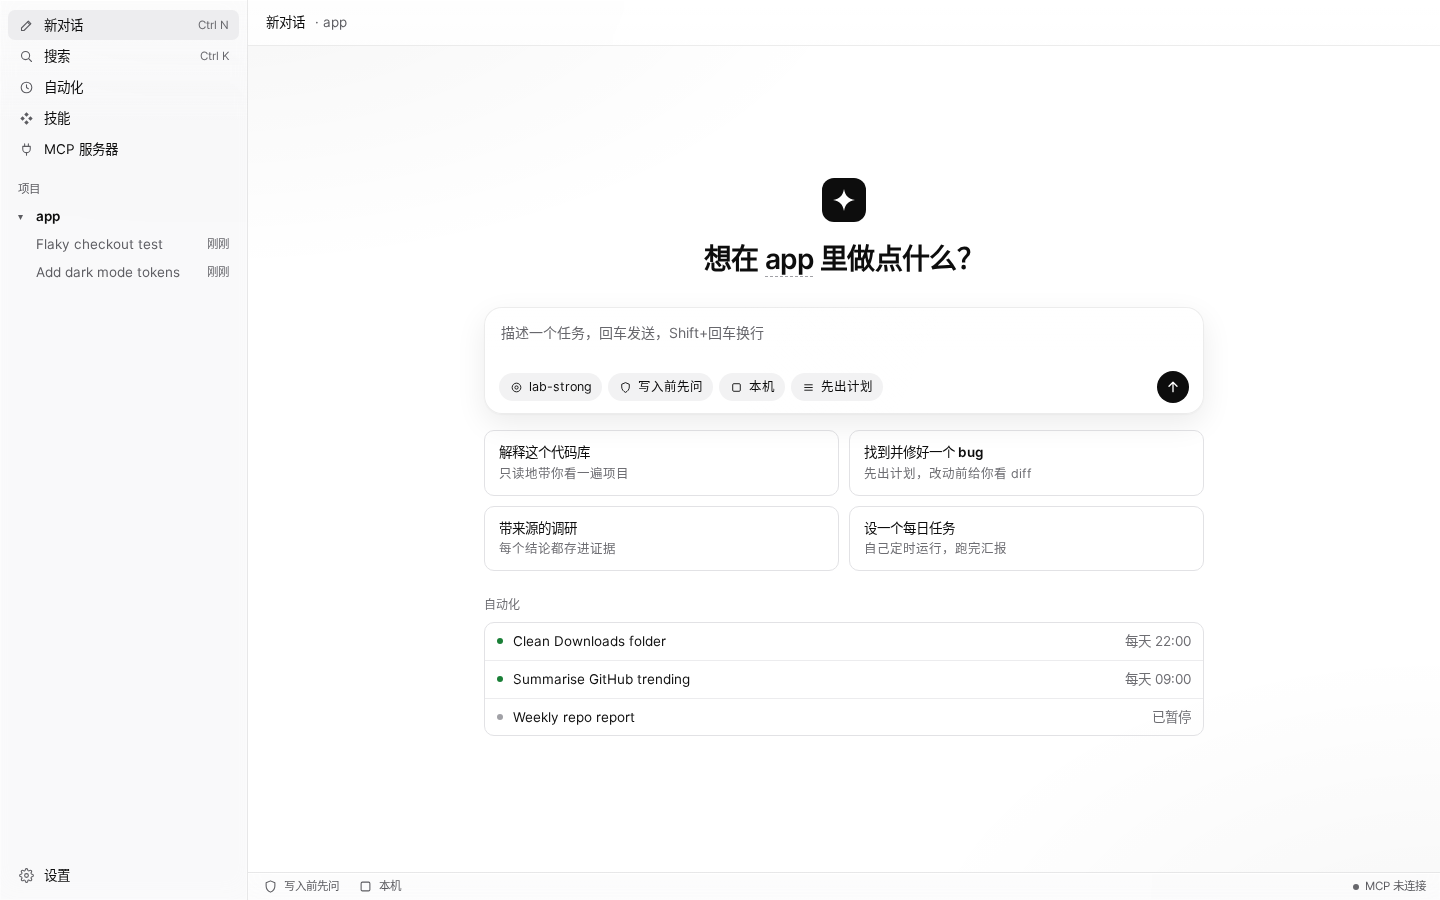 新对话 Ctrl N
搜索 Ctrl K
自动化
技能
MCP 服务器
项目
app
Flaky checkout test 刚刚
Add dark mode tokens 刚刚
设置
新对话 · app
想在 app 里做点什么？
描述一个任务，回车发送，Shift+回车换行
lab-strong 写入前先问 本机 先出计划
解释这个代码库
只读地带你看一遍项目
找到并修好一个 bug
先出计划，改动前给你看 diff
带来源的调研
每个结论都存进证据
设一个每日任务
自己定时运行，跑完汇报
自动化
Clean Downloads folder 每天 22:00
Summarise GitHub trending 每天 09:00
Weekly repo report 已暂停
写入前先问 本机 MCP 未连接